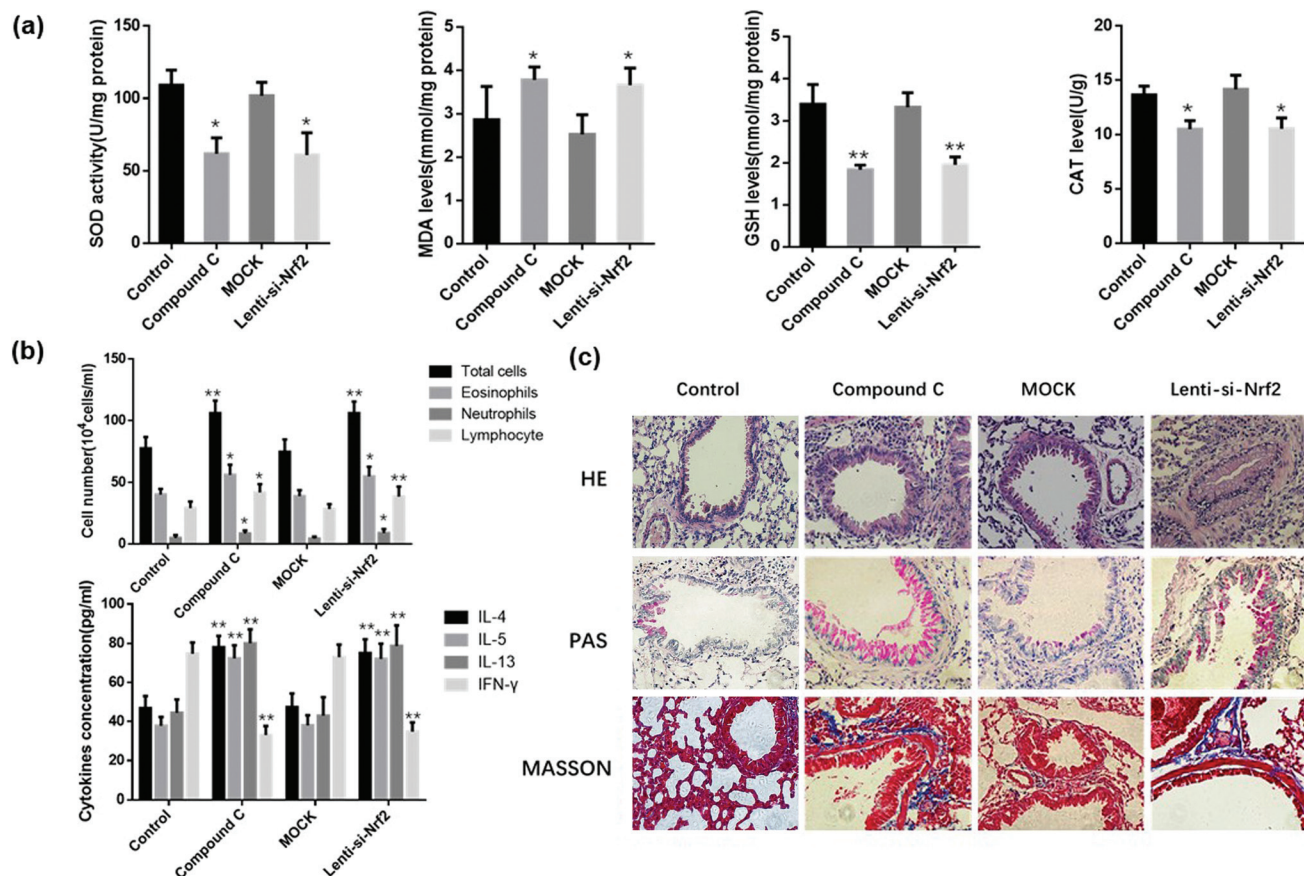 (a)
SOD activity(U/mg protein)
150
100
50
0
* *
Control
Compound C
MOCK
Lenti-si-Nrf2
MDA levels(mmol/mg protein)
5
4
3
2
1
0
* *
Control
Compound C
MOCK
Lenti-si-Nrf2
GSH levels(nmol/mg protein)
5
4
3
2
1
0
** **
Control
Compound C
MOCK
Lenti-si-Nrf2
CAT level(U/g)
20
15
10
5
0
* *
Control
Compound C
MOCK
Lenti-si-Nrf2
(b)
Cell number(10⁴cells/ml)
150
100
50
0
** * * * ** * * **
Control
Compound C
MOCK
Lenti-si-Nrf2
Total cells
Eosinophils
Neutrophils
Lymphocyte
Cytokines concentration(pg/ml)
100
80
60
40
20
0
** ** ** ** ** ** ** **
Control
Compound C
MOCK
Lenti-si-Nrf2
IL-4
IL-5
IL-13
IFN-γ
(c)
Control Compound C MOCK Lenti-si-Nrf2
HE
PAS
MASSON